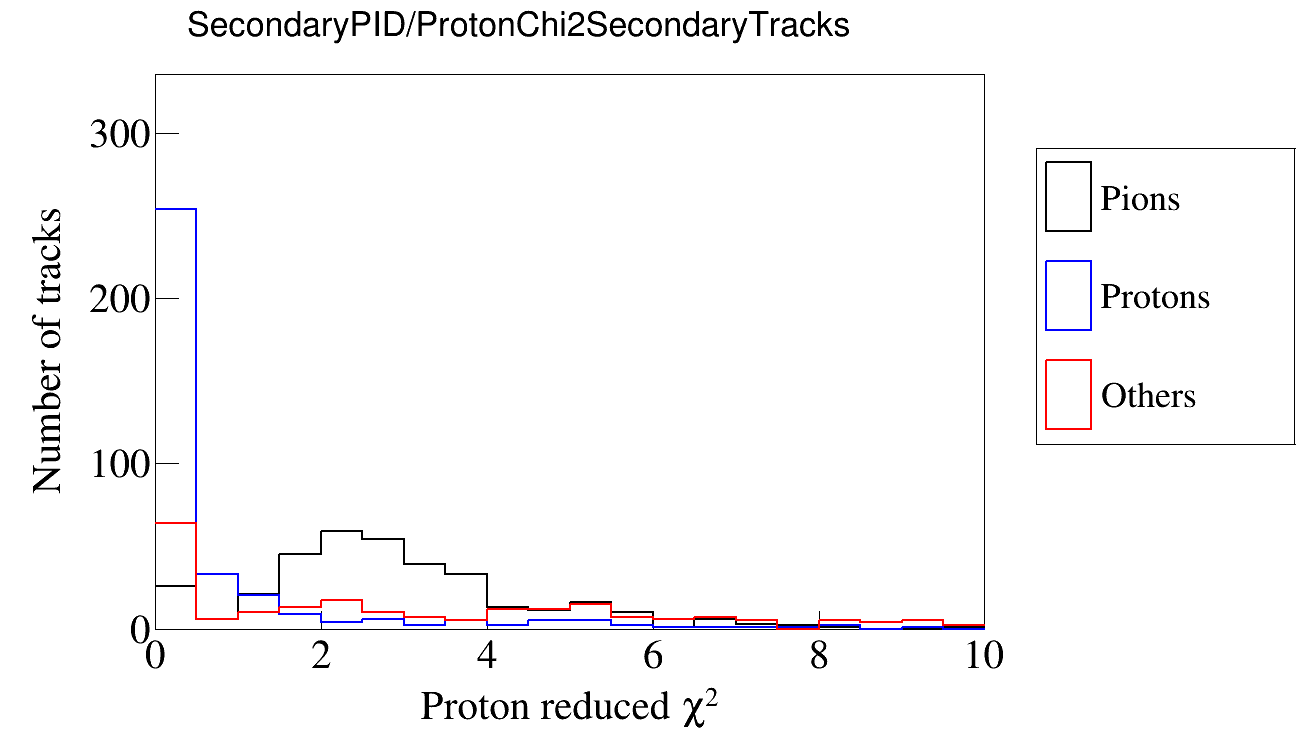 SecondaryPID/ProtonChi2SecondaryTracks
Number of tracks
300
200
100
0
0 2 4 6 8 10
Proton reduced χ²
Pions
Protons
Others